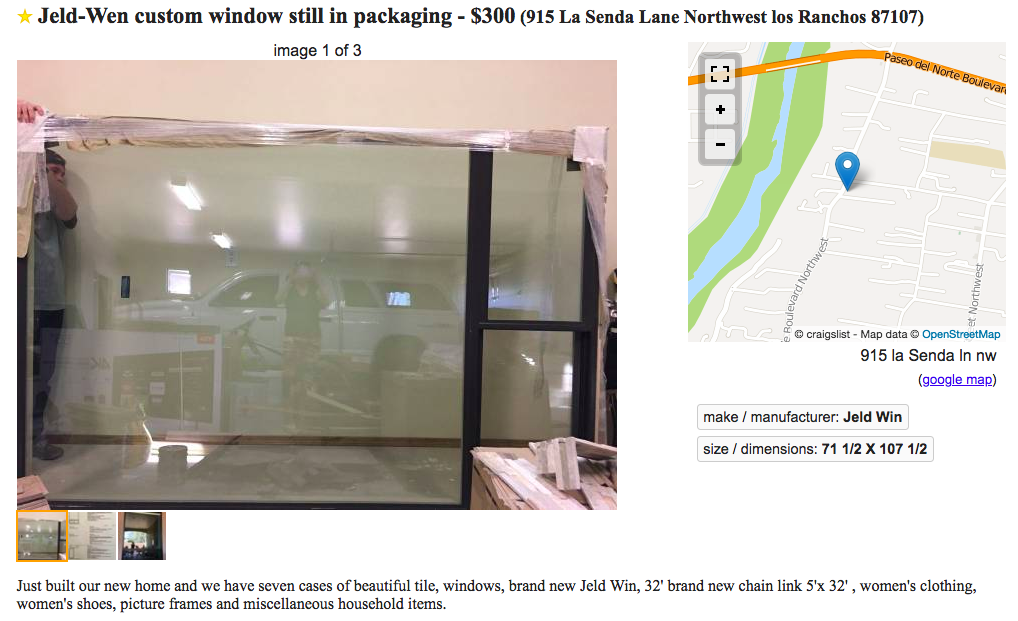 Jeld-Wen custom window still in packaging - $300 (915 La Senda Lane Northwest los Ranchos 87107)
image 1 of 3
Paseo del Norte Boulevar
+
-
e Boulevard Northwest
et Northwest
© craigslist - Map data © OpenStreetMap
915 la Senda ln nw
(google map)
make / manufacturer: Jeld Win
size / dimensions: 71 1/2 X 107 1/2
Just built our new home and we have seven cases of beautiful tile, windows, brand new Jeld Win, 32' brand new chain link 5'x 32' , women's clothing,
women's shoes, picture frames and miscellaneous household items.